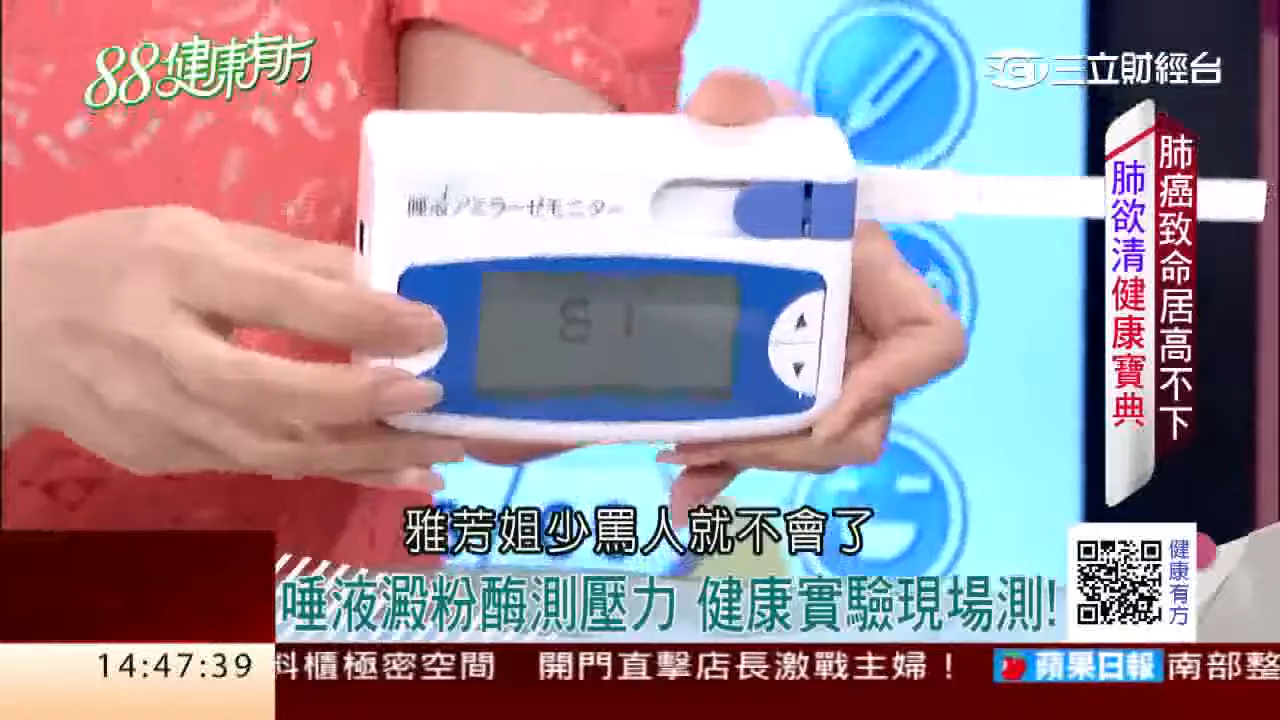 88健康有方
三立財經台
肺癌致命居高不下
肺欲清健康寶典
唾液アミラーゼモニター
雅芳姐少罵人就不會了
唾液澱粉酶測壓力 健康實驗現場測!
健康有方
14:47:39
料櫃極密空間 開門直擊店長激戰主婦！ 蘋果日報 南部整